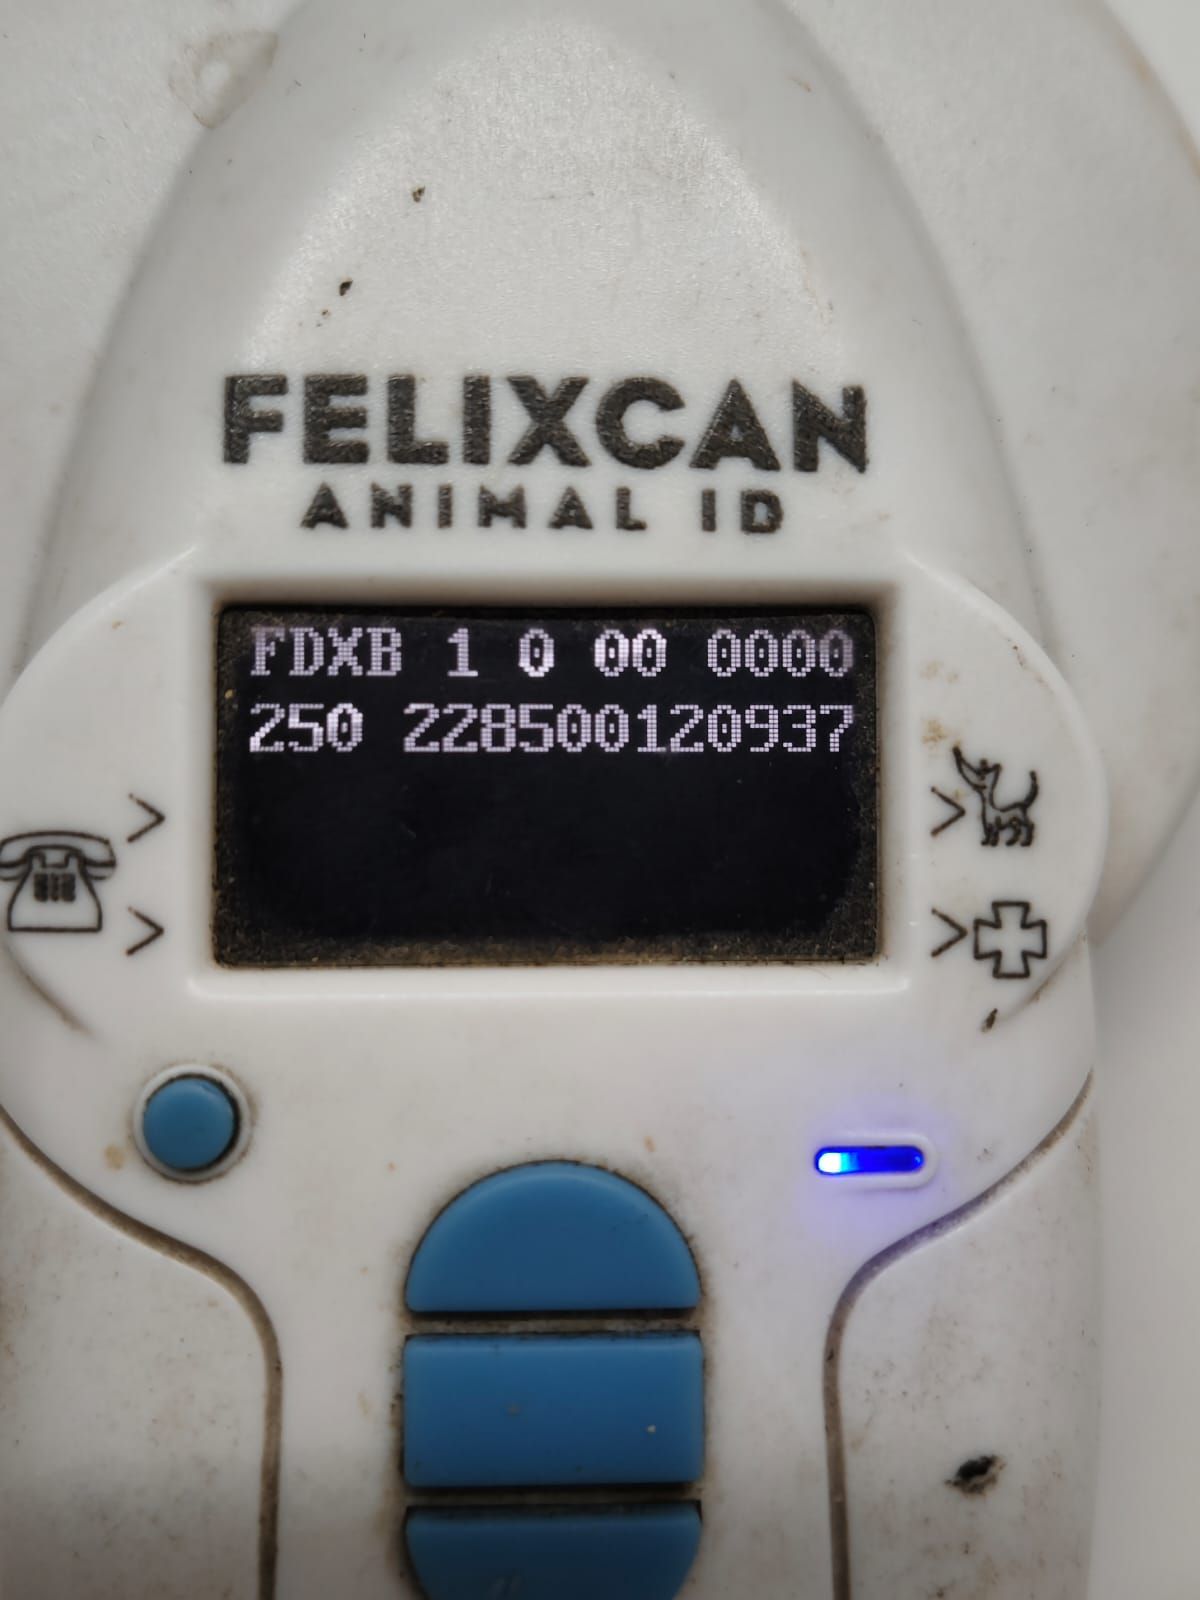 FELIXCAN
ANIMAL ID
FDXB 1 0 00 0000
250 228500120937